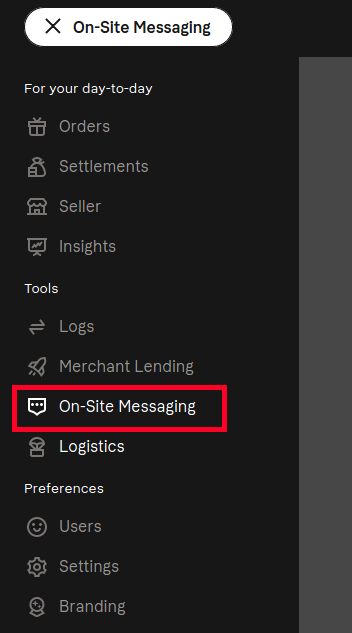 On-Site Messaging
For your day-to-day
Orders
Settlements
Seller
Insights
Tools
Logs
Merchant Lending
On-Site Messaging
Logistics
Preferences
Users
Settings
Branding